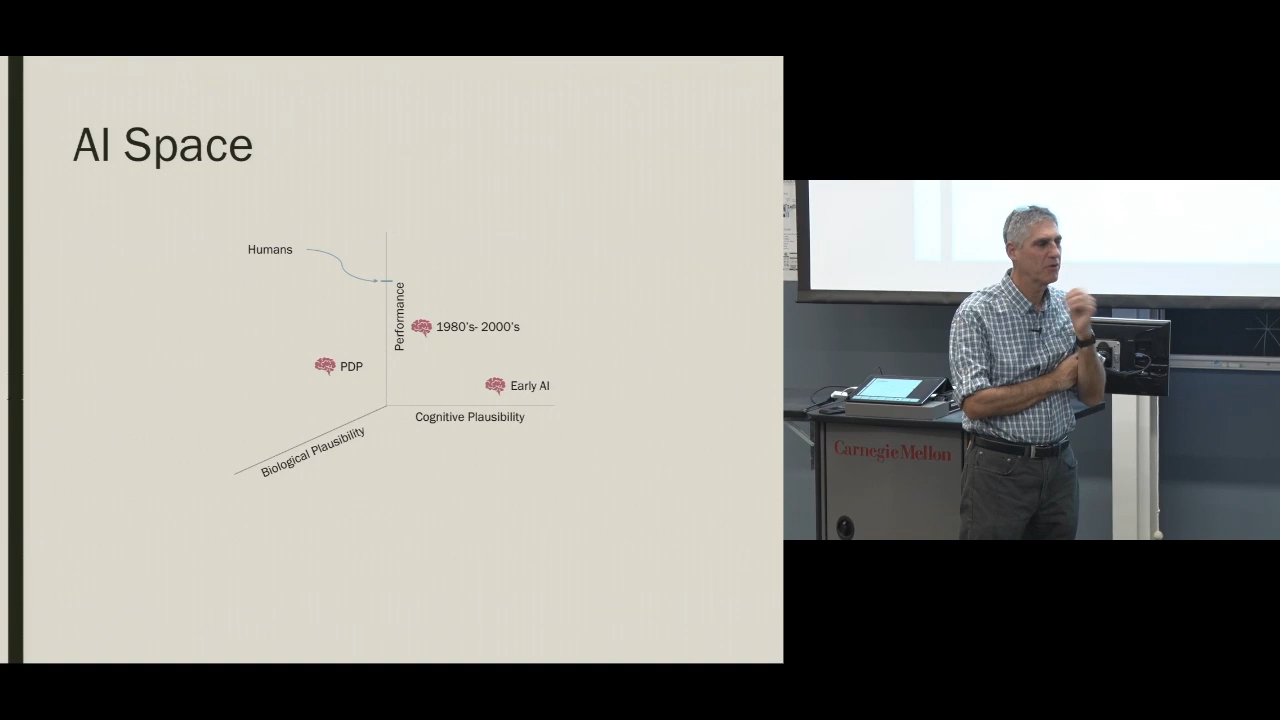 AI Space
Humans
Performance
1980's- 2000's
PDP
Early AI
Cognitive Plausibility
Biological Plausibility
Carnegie Mellon